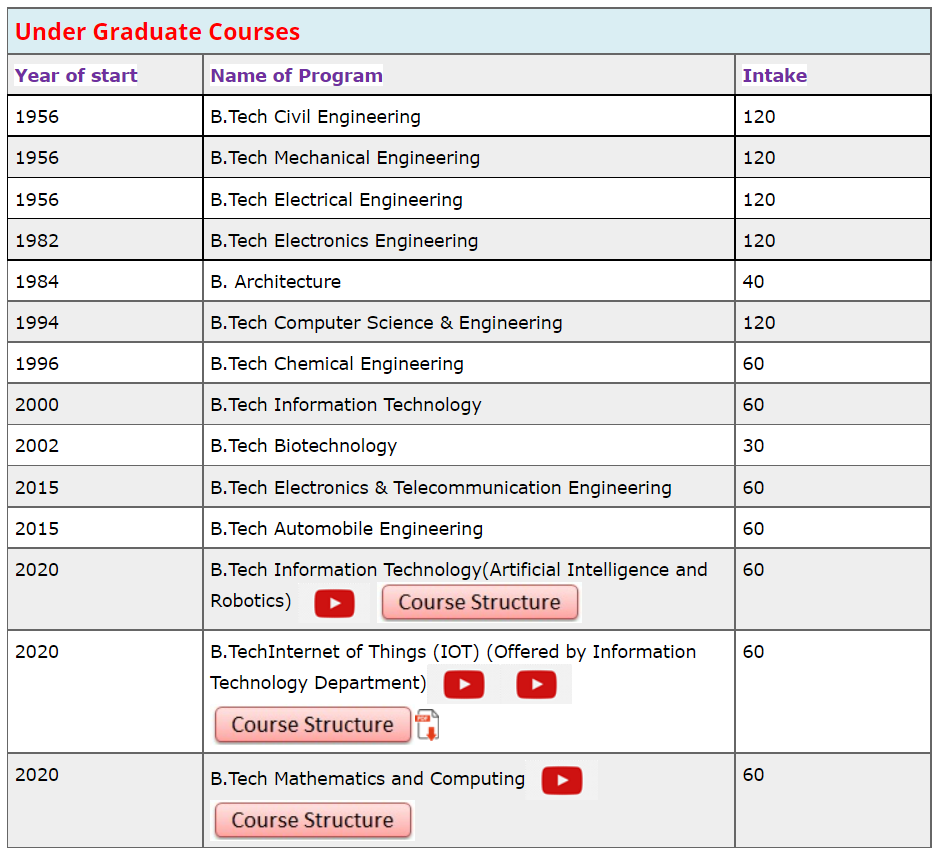 Under Graduate Courses
Year of start Name of Program Intake
1956 B.Tech Civil Engineering 120
1956 B.Tech Mechanical Engineering 120
1956 B.Tech Electrical Engineering 120
1982 B.Tech Electronics Engineering 120
1984 B. Architecture 40
1994 B.Tech Computer Science & Engineering 120
1996 B.Tech Chemical Engineering 60
2000 B.Tech Information Technology 60
2002 B.Tech Biotechnology 30
2015 B.Tech Electronics & Telecommunication Engineering 60
2015 B.Tech Automobile Engineering 60
2020 B.Tech Information Technology(Artificial Intelligence and 60
Robotics) Course Structure
2020 B.TechInternet of Things (IOT) (Offered by Information 60
Technology Department)
Course Structure PDF
2020 B.Tech Mathematics and Computing 60
Course Structure